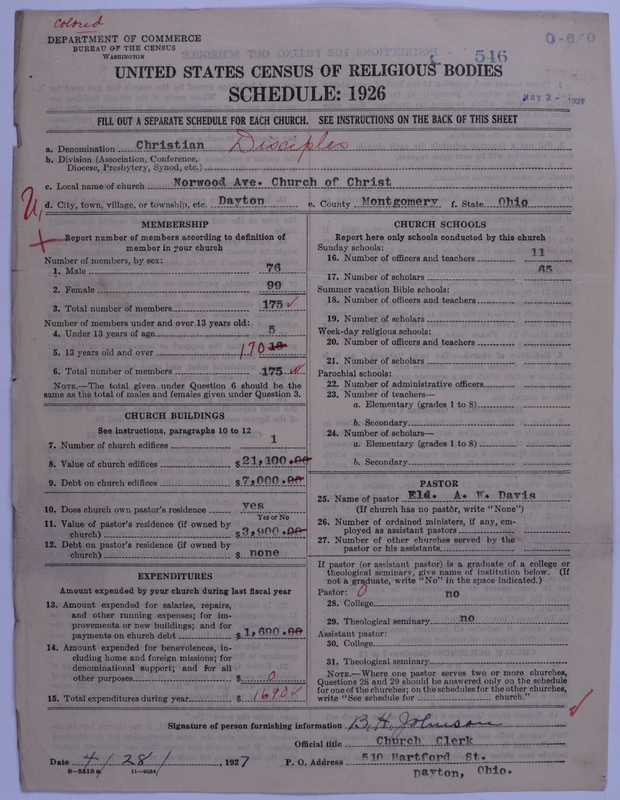 colored
DEPARTMENT OF COMMERCE
BUREAU OF THE CENSUS
WASHINGTON
546
MAY 2 - 1927
UNITED STATES CENSUS OF RELIGIOUS BODIES
SCHEDULE: 1926
FILL OUT A SEPARATE SCHEDULE FOR EACH CHURCH. SEE INSTRUCTIONS ON THE BACK OF THIS SHEET
a. Denomination Christian Disciples
b. Division (Association, Conference, Diocese, Presbytery, Synod, etc.)
c. Local name of church Norwood Ave. Church of Christ
d. City, town, village, or township, etc. Dayton e. County Montgomery f. State Ohio
MEMBERSHIP
Report number of members according to definition of
member in your church
Number of members, by sex:
1. Male 76
2. Female 99
3. Total number of members 175
Number of members under and over 13 years old:
4. Under 13 years of age 5
5. 13 years old and over 170
6. Total number of members 175
NOTE.—The total given under Question 6 should be the
same as the total of males and females given under Question 3.
CHURCH BUILDINGS
See instructions, paragraphs 10 to 12
7. Number of church edifices 1
8. Value of church edifices $21,100.00
9. Debt on church edifices $7,000.00
10. Does church own pastor's residence yes
Yes or No
11. Value of pastor's residence (if owned by
church) $3,900.00
12. Debt on pastor's residence (if owned by
church) $ none
EXPENDITURES
Amount expended by your church during last fiscal year
13. Amount expended for salaries, repairs,
and other running expenses; for im-
provements or new buildings; and for
payments on church debt $1,690.00
14. Amount expended for benevolences, in-
cluding home and foreign missions; for
denominational support; and for all
other purposes $ 0
15. Total expenditures during year $ 1690
CHURCH SCHOOLS
Report here only schools conducted by this church
Sunday schools:
16. Number of officers and teachers 11
17. Number of scholars 65
Summer vacation Bible schools:
18. Number of officers and teachers
19. Number of scholars
Week-day religious schools:
20. Number of officers and teachers
21. Number of scholars
Parochial schools:
22. Number of administrative officers
23. Number of teachers—
a. Elementary (grades 1 to 8)
b. Secondary
24. Number of scholars—
a. Elementary (grades 1 to 8)
b. Secondary
PASTOR
25. Name of pastor Eld. A. W. Davis
(If church has no pastor, write "None")
26. Number of ordained ministers, if any, em-
ployed as assistant pastors
27. Number of other churches served by the
pastor or his assistants
If pastor (or assistant pastor) is a graduate of a college or
theological seminary, give name of institution below. (If
not a graduate, write "No" in the space indicated.)
Pastor: 0
28. College no
29. Theological seminary no
Assistant pastor:
30. College
31. Theological seminary
NOTE.—Where one pastor serves two or more churches,
Questions 28 and 29 should be answered only on the schedule
for one of the churches; on the schedules for the other churches,
write "See schedule for church."
Signature of person furnishing information B. H. Johnson
Official title Church Clerk
Date 4/28/, 1927 P. O. Address 510 Hartford St.
8—5518a 11—9034 Dayton, Ohio.